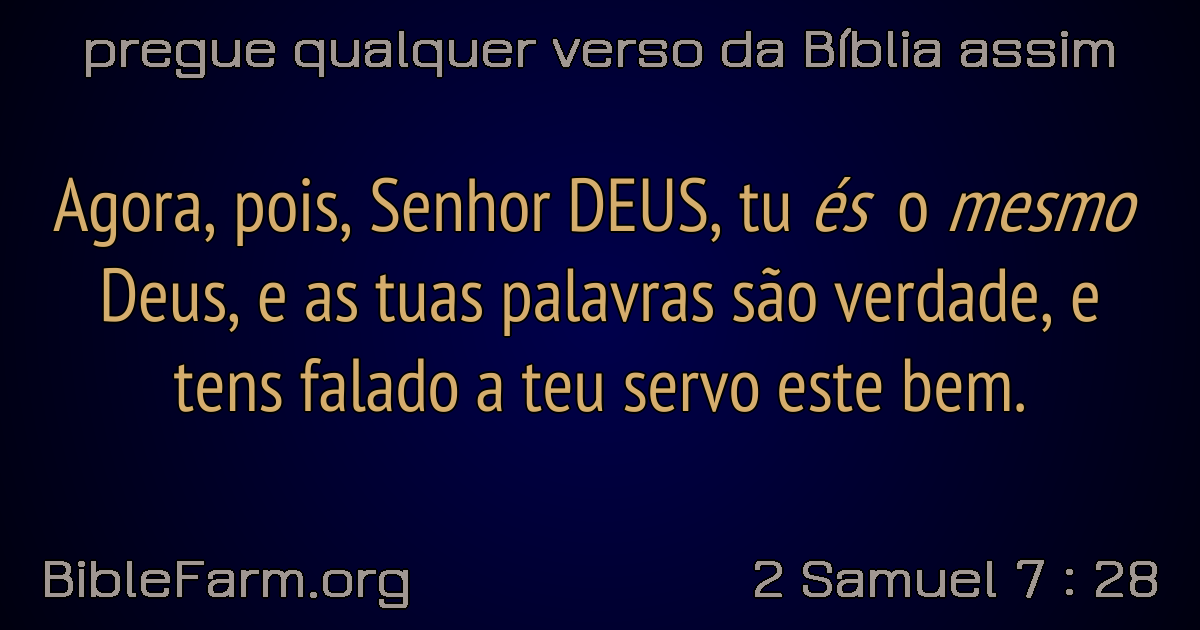 pregue qualquer verso da Bíblia assim
Agora, pois, Senhor DEUS, tu és o mesmo
Deus, e as tuas palavras são verdade, e
tens falado a teu servo este bem.
BibleFarm.org
2 Samuel 7 : 28